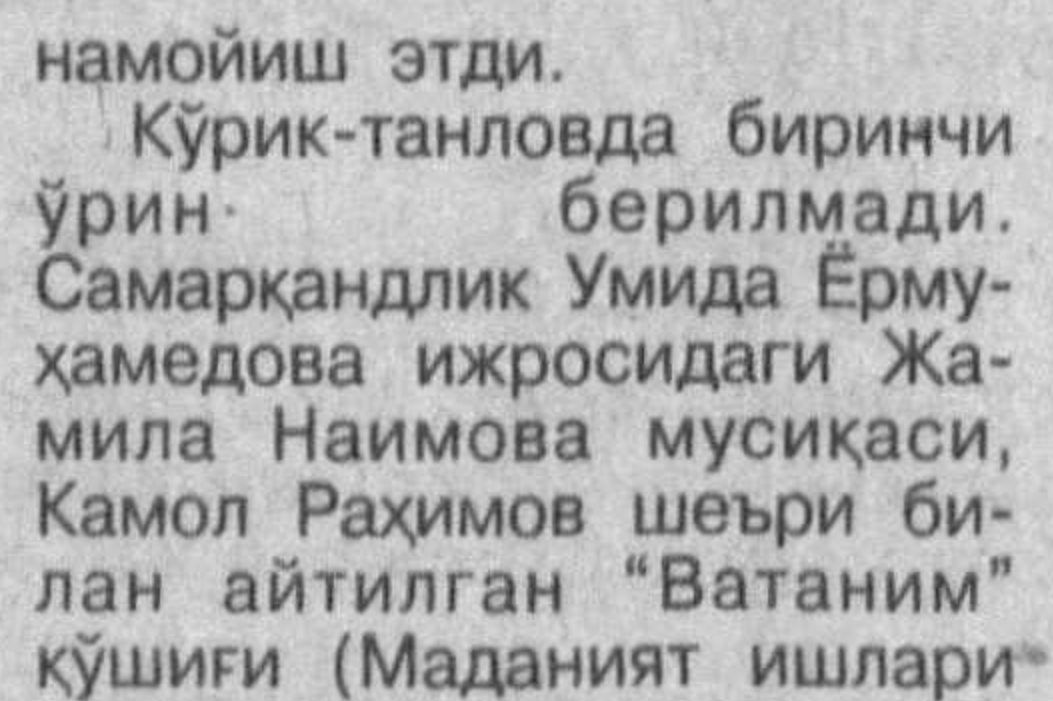 намойиш этди.
Кўрик-танловда биринчи
ўрин берилмади.
Самарқандлик Умида Ёрму-
ҳамедова ижросидаги Жа-
мила Наимова мусиқаси,
Камол Раҳимов шеъри би-
лан айтилган “Ватаним”
қўшиғи (Маданият ишлари